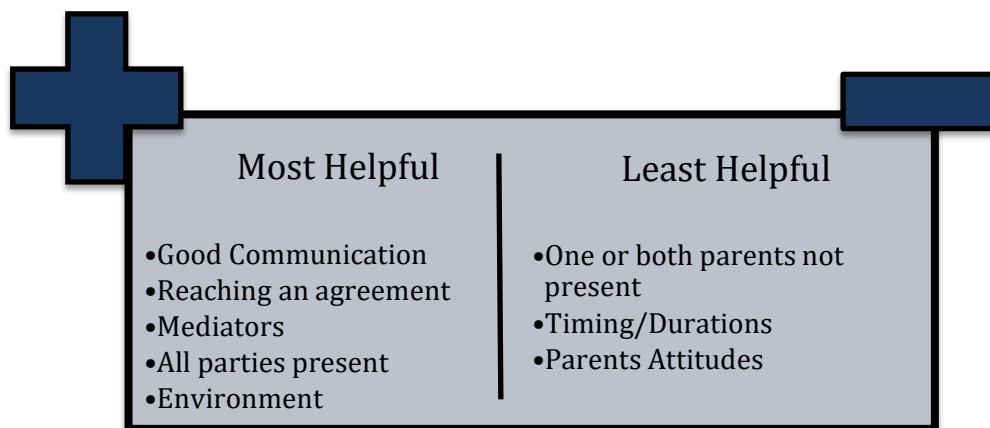 Most Helpful
•Good Communication
•Reaching an agreement
•Mediators
•All parties present
•Environment
Least Helpful
•One or both parents not
present
•Timing/Durations
•Parents Attitudes